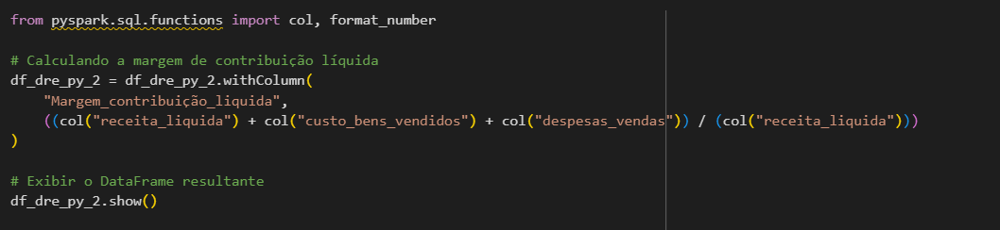 from pyspark.sql.functions import col, format_number
# Calculando a margem de contribuição líquida
df_dre_py_2 = df_dre_py_2.withColumn(
"Margem_contribuição_liquida",
((col("receita_liquida") + col("custo_bens_vendidos") + col("despesas_vendas")) / (col("receita_liquida")))
)
# Exibir o DataFrame resultante
df_dre_py_2.show()